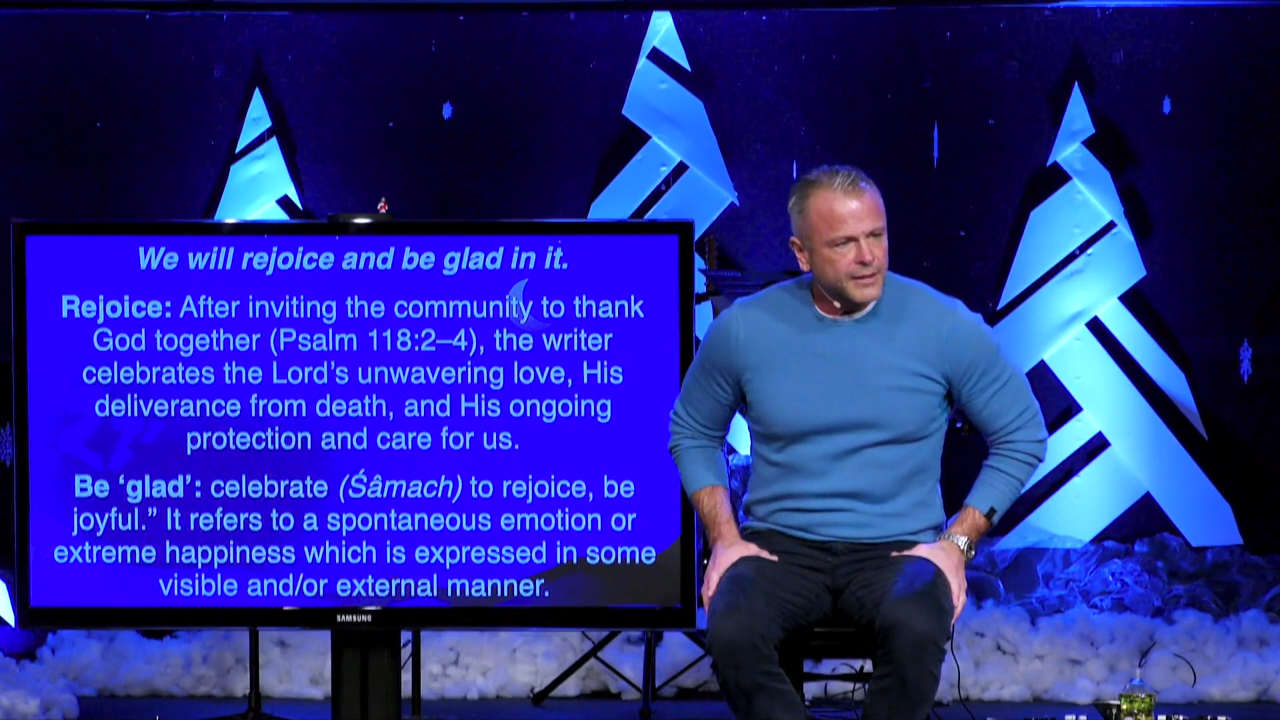 We will rejoice and be glad in it.
Rejoice: After inviting the community to thank
God together (Psalm 118:2–4), the writer
celebrates the Lord’s unwavering love, His
deliverance from death, and His ongoing
protection and care for us.
Be ‘glad’: celebrate (Śâmach) to rejoice, be
joyful.” It refers to a spontaneous emotion or
extreme happiness which is expressed in some
visible and/or external manner.
SAMSUNG